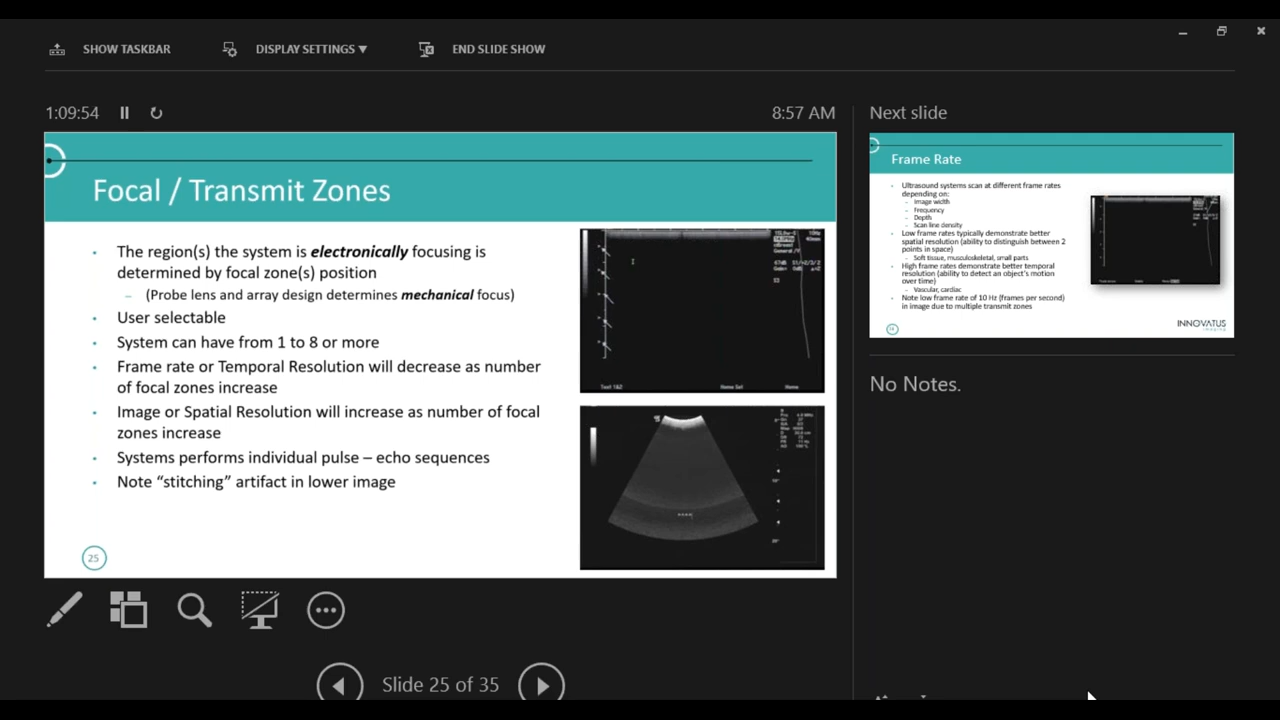 SHOW TASKBAR
DISPLAY SETTINGS ▼
END SLIDE SHOW
1:09:54
8:57 AM
Focal / Transmit Zones
• The region(s) the system is electronically focusing is
determined by focal zone(s) position
– (Probe lens and array design determines mechanical focus)
• User selectable
• System can have from 1 to 8 or more
• Frame rate or Temporal Resolution will decrease as number
of focal zones increase
• Image or Spatial Resolution will increase as number of focal
zones increase
• Systems performs individual pulse – echo sequences
• Note “stitching” artifact in lower image
25
Slide 25 of 35
Next slide
Frame Rate
• Ultrasound systems scan at different frame rates
depending on:
– Image width
– Frequency
– Depth
– Scan line density
• Low frame rates typically demonstrate better
spatial resolution (ability to distinguish between 2
points in space)
– Soft tissue, musculoskeletal, small parts
• High frame rates demonstrate better temporal
resolution (ability to detect an object's motion
over time)
– Vascular, cardiac
• Note low frame rate of 10 Hz (frames per second)
in image due to multiple transmit zones
INNOVATUS
imaging
No Notes.